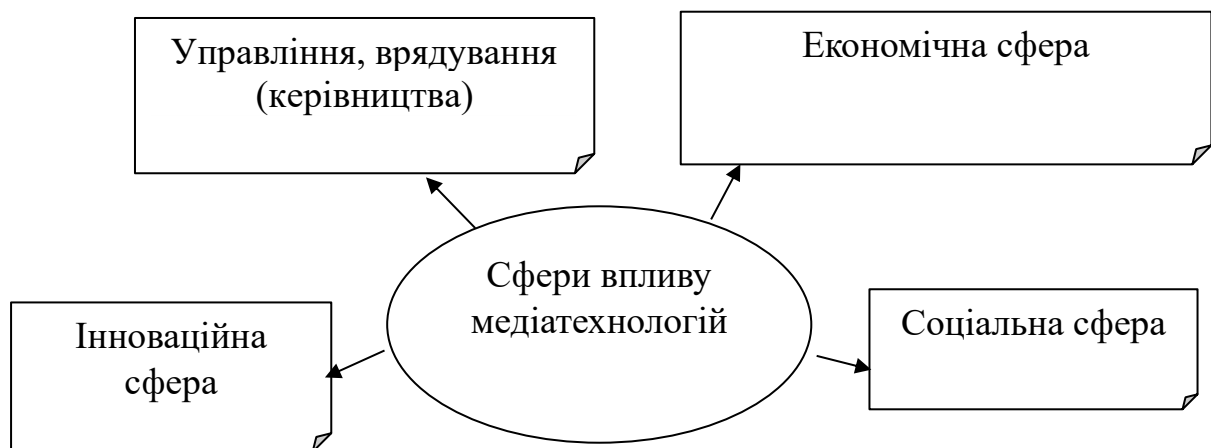 Управління, врядування
(керівництва)
Економічна сфера
Сфери впливу
медіатехнологій
Інноваційна
сфера
Соціальна сфера